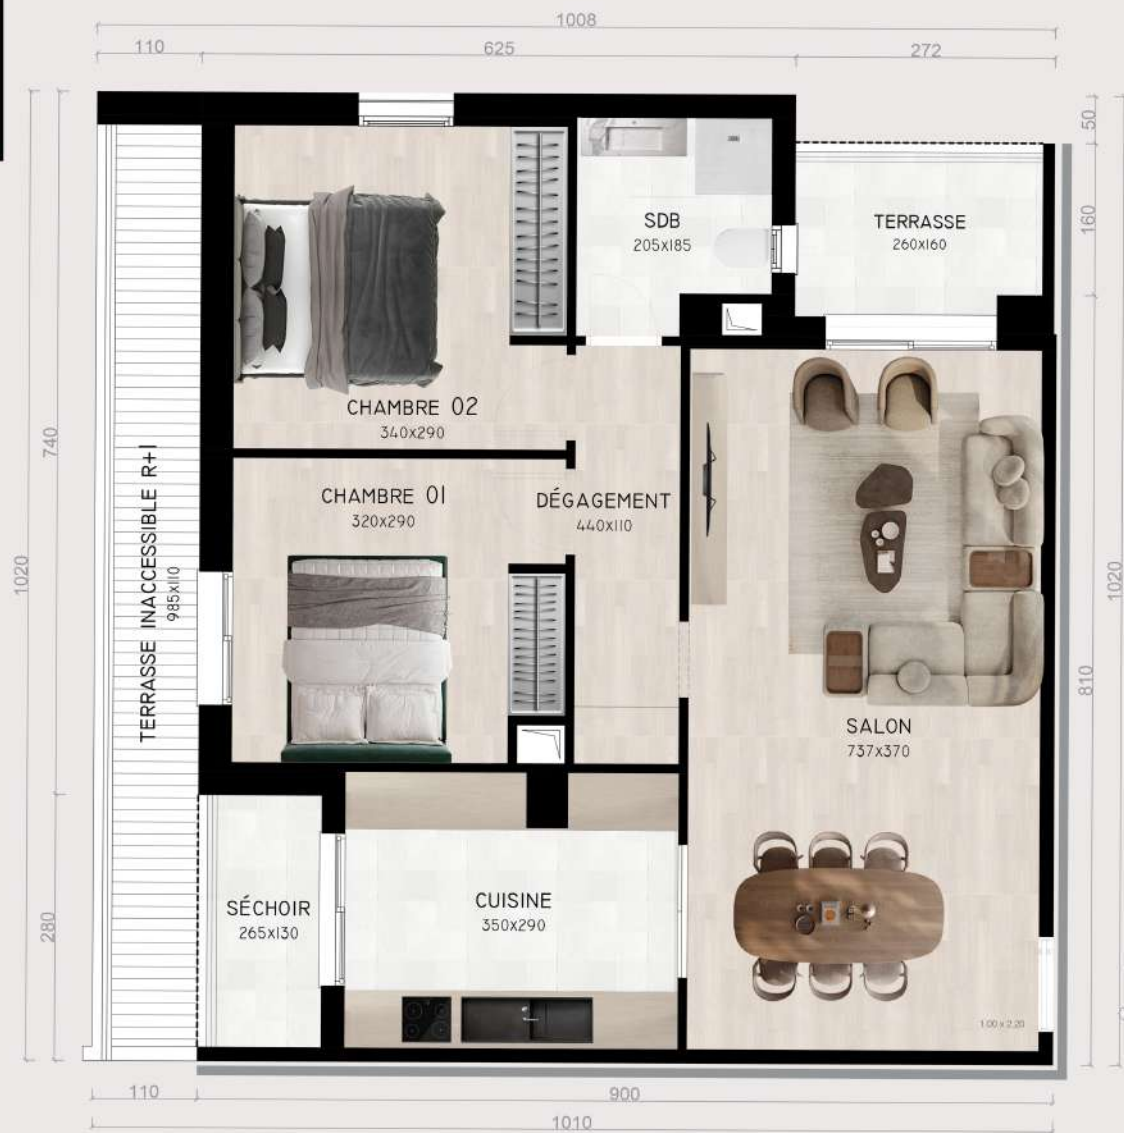 1008
110
625
272
50
SDB
205x185
TERRASSE
260x160
160
CHAMBRE 02
340x290
740
CHAMBRE 01
320x290
DÉGAGEMENT
440x110
TERRASSE INACCESSIBLE R+1
985x110
1020
1020
810
SALON
737x370
SÉCHOIR
265x130
CUISINE
350x290
280
1.00 x 2.20
110
900
1010